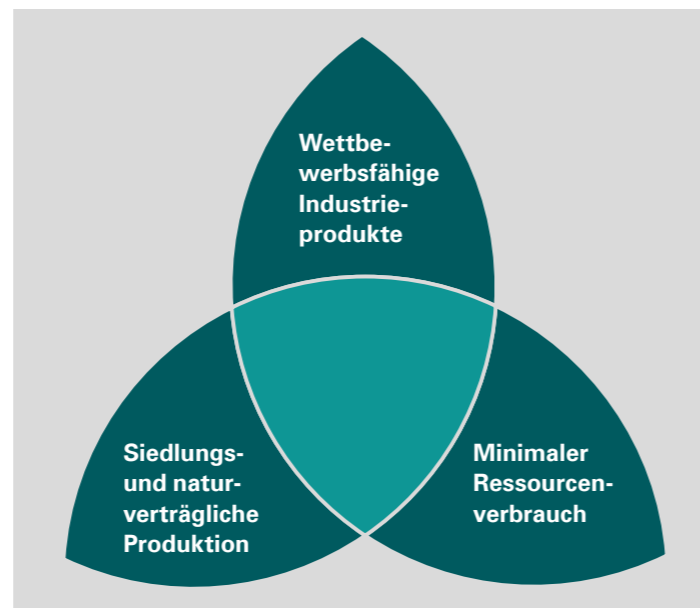 Wettbe-
werbsfähige
Industrie-
produkte
Siedlungs-
und natur-
verträgliche
Produktion
Minimaler
Ressourcen-
verbrauch